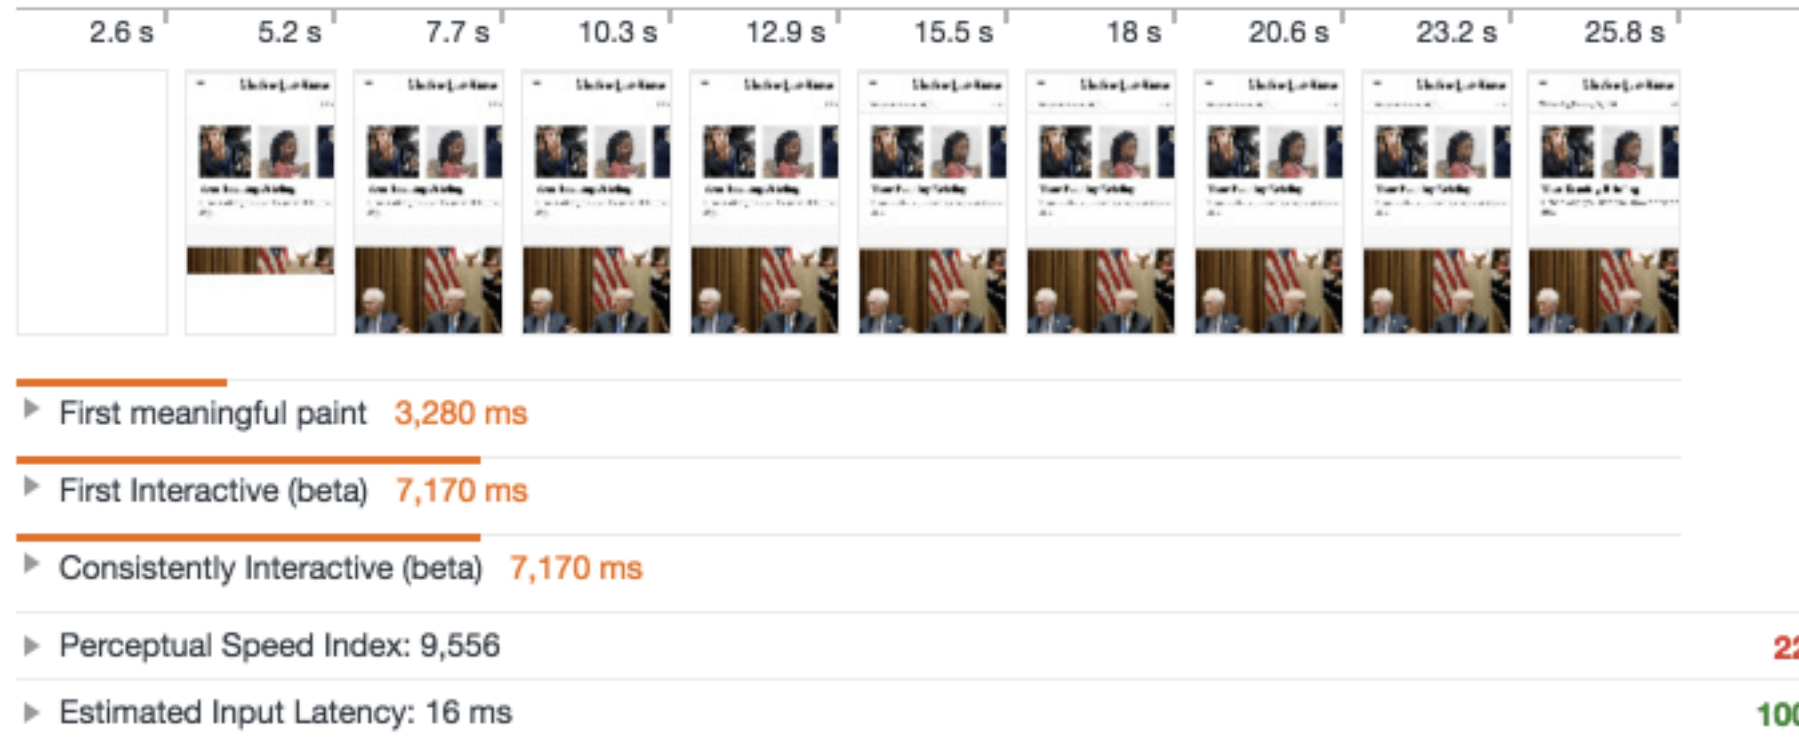 2.6 s 5.2 s 7.7 s 10.3 s 12.9 s 15.5 s 18 s 20.6 s 23.2 s 25.8 s
First meaningful paint 3,280 ms
First Interactive (beta) 7,170 ms
Consistently Interactive (beta) 7,170 ms
Perceptual Speed Index: 9,556 22
Estimated Input Latency: 16 ms 100